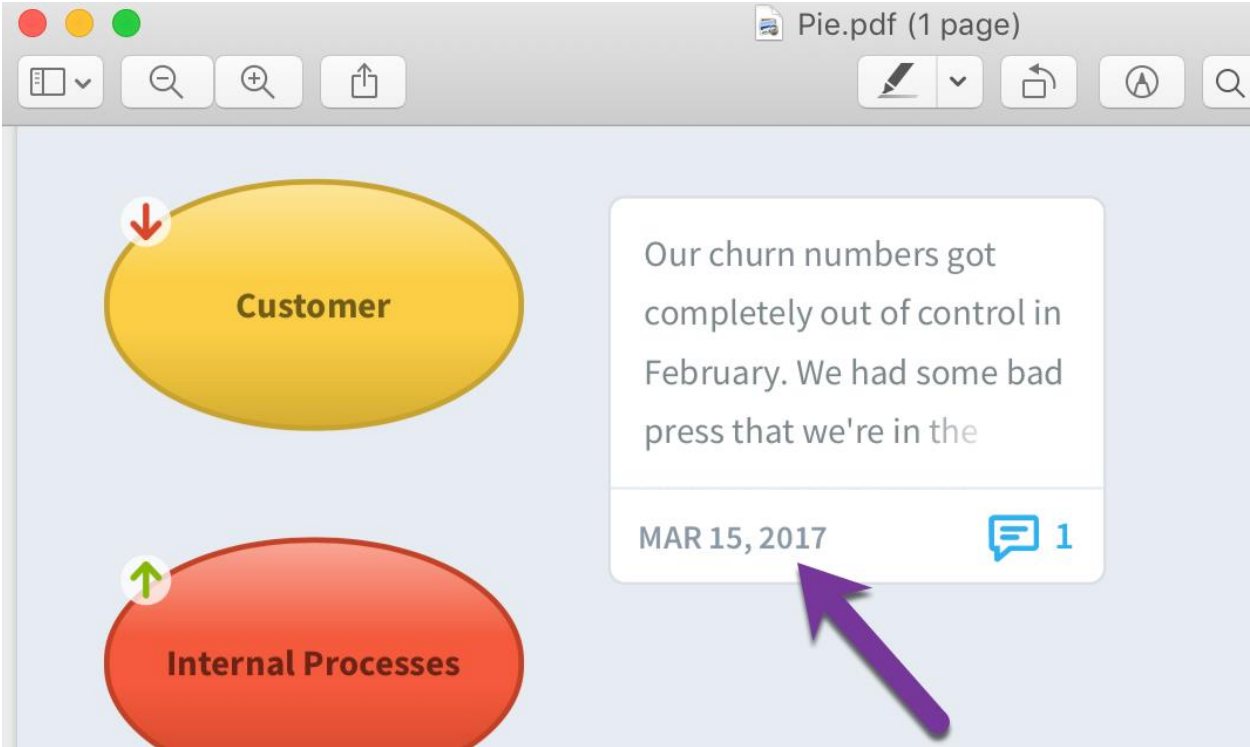 Pie.pdf (1 page)
Customer
Our churn numbers got
completely out of control in
February. We had some bad
press that we're in the
MAR 15, 2017
1
Internal Processes